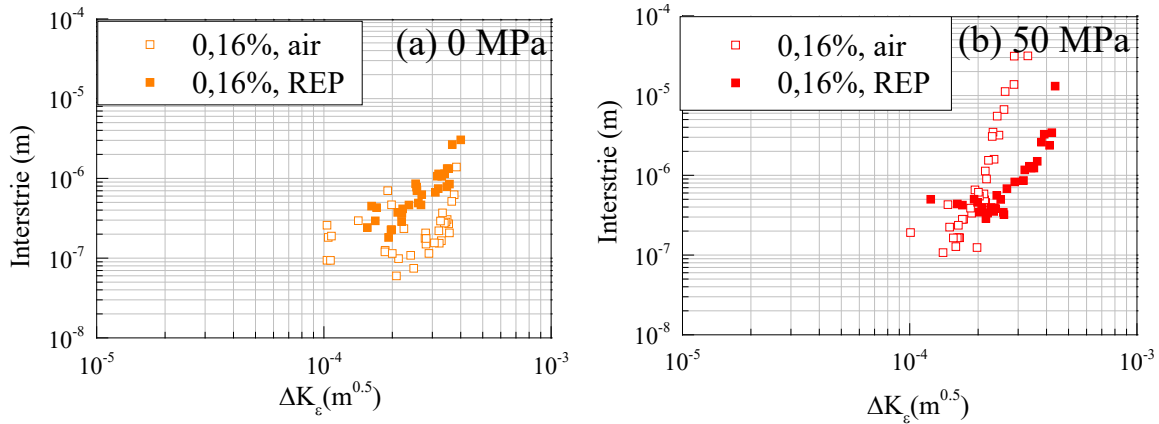 10^-4
0,16%, air
0,16%, REP
(a) 0 MPa
10^-5
10^-6
10^-7
10^-8
Interstrie (m)
10^-5
10^-4
10^-3
ΔK_ε(m^0.5)
10^-4
0,16%, air
0,16%, REP
(b) 50 MPa
10^-5
10^-6
10^-7
10^-8
Interstrie (m)
10^-5
10^-4
10^-3
ΔK_ε(m^0.5)